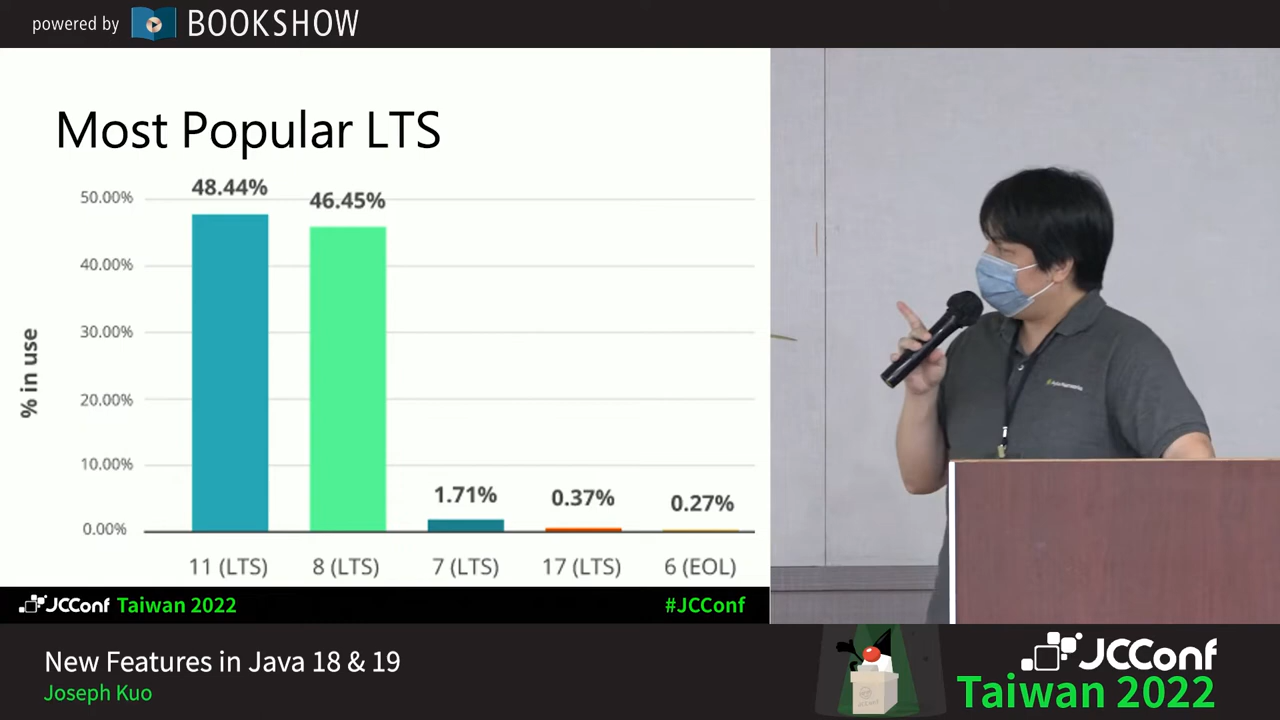 powered by BOOKSHOW
Most Popular LTS
% in use
50.00%
40.00%
30.00%
20.00%
10.00%
0.00%
48.44%
46.45%
1.71%
0.37%
0.27%
11 (LTS)
8 (LTS)
7 (LTS)
17 (LTS)
6 (EOL)
JCConf Taiwan 2022
#JCConf
New Features in Java 18 & 19
Joseph Kuo
JCConf
Taiwan 2022